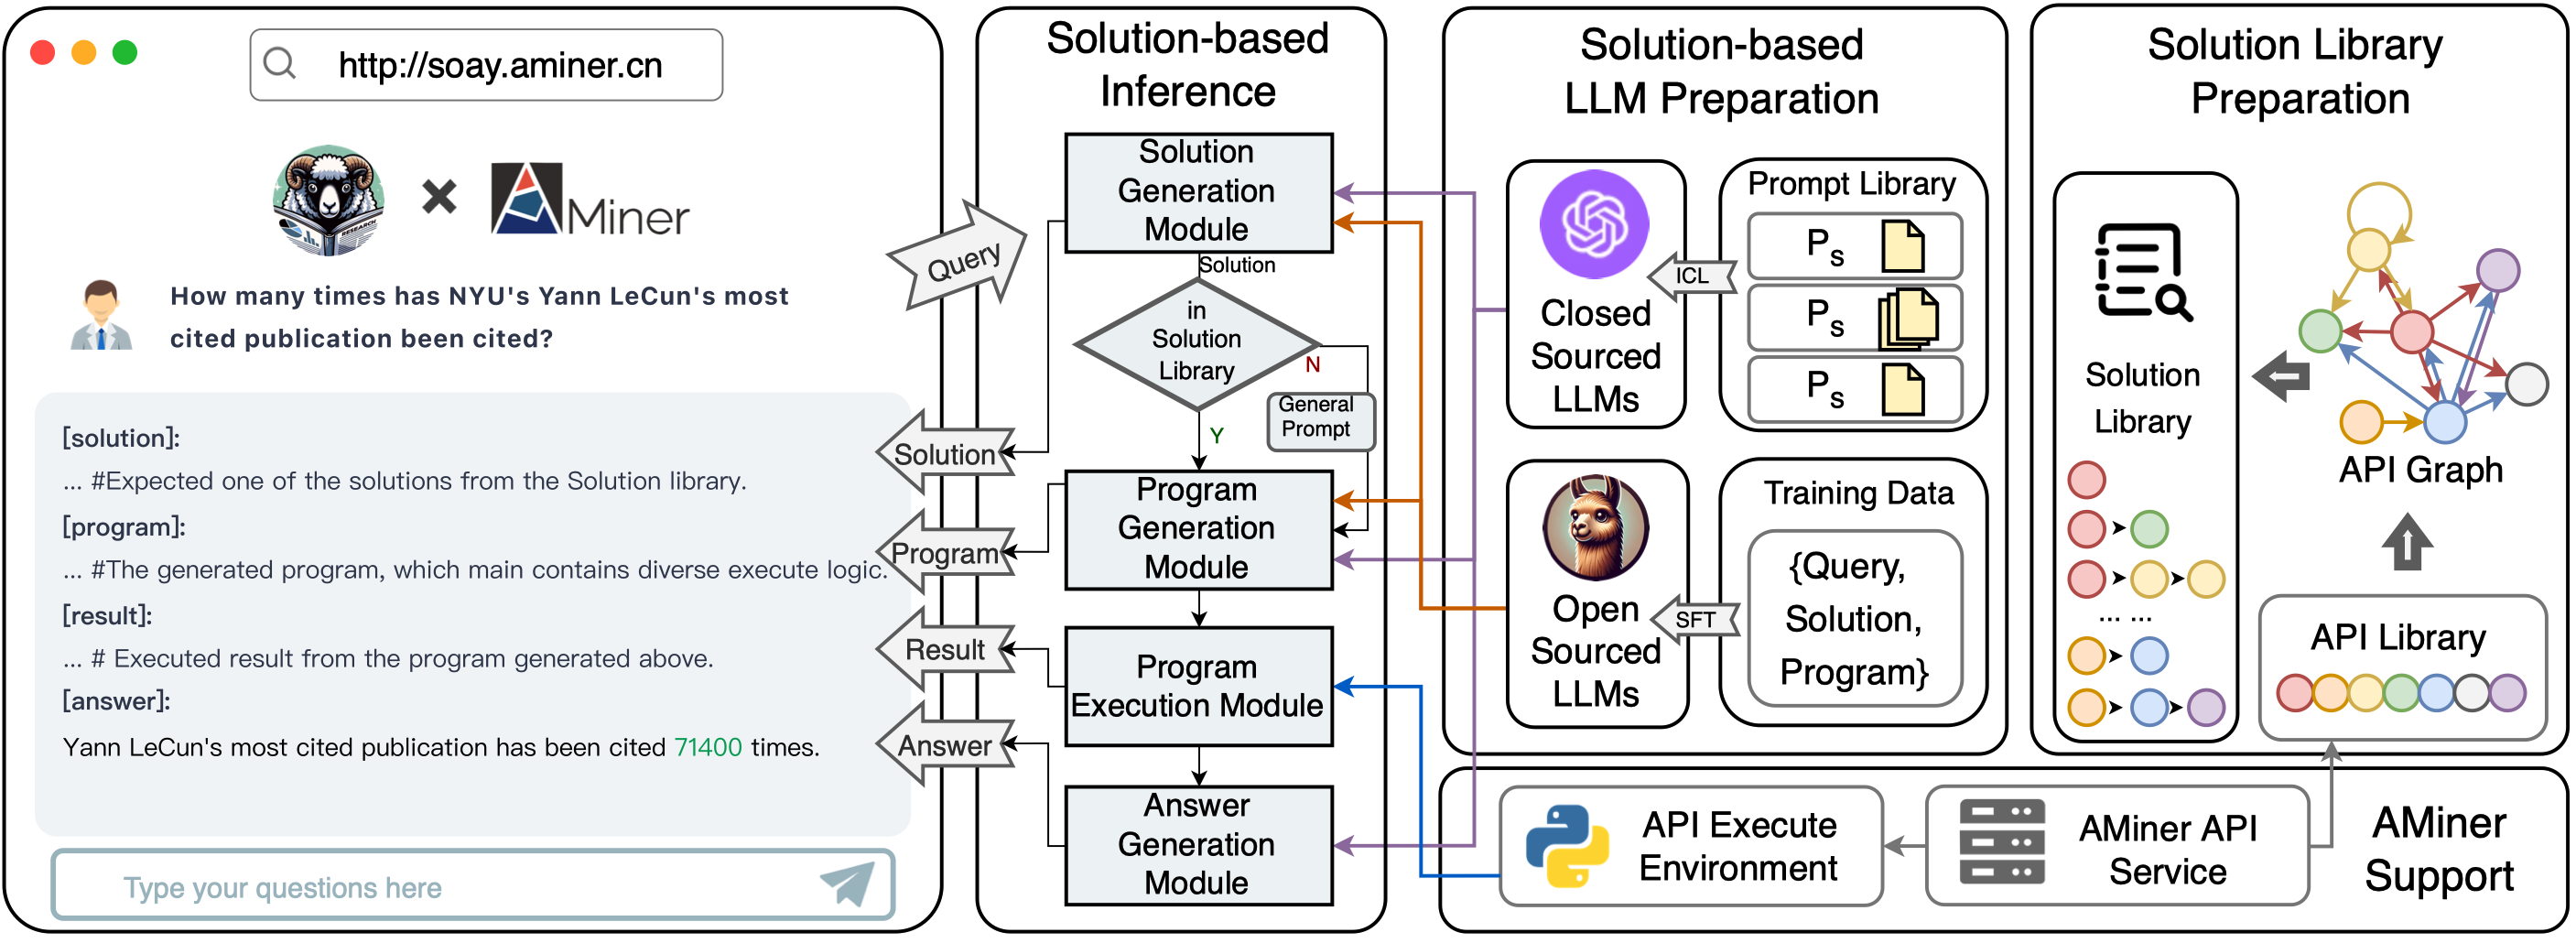 http://soay.aminer.cn
RESEARCH
AMiner
How many times has NYU's Yann LeCun's most
cited publication been cited?
[solution]:
... #Expected one of the solutions from the Solution library.
[program]:
... #The generated program, which main contains diverse execute logic.
[result]:
... # Executed result from the program generated above.
[answer]:
Yann LeCun's most cited publication has been cited 71400 times.
Type your questions here
Query
Solution
Program
Result
Answer
Solution-based
Inference
Solution
Generation
Module
Solution
in
Solution
Library
N
General
Prompt
Y
Program
Generation
Module
Program
Execution Module
Answer
Generation
Module
Solution-based
LLM Preparation
Closed
Sourced
LLMs
ICL
Prompt Library
Ps
Ps
Ps
Open
Sourced
LLMs
SFT
Training Data
{Query,
Solution,
Program}
Solution Library
Preparation
Solution
Library
... ...
API Graph
API Library
API Execute
Environment
AMiner API
Service
AMiner
Support